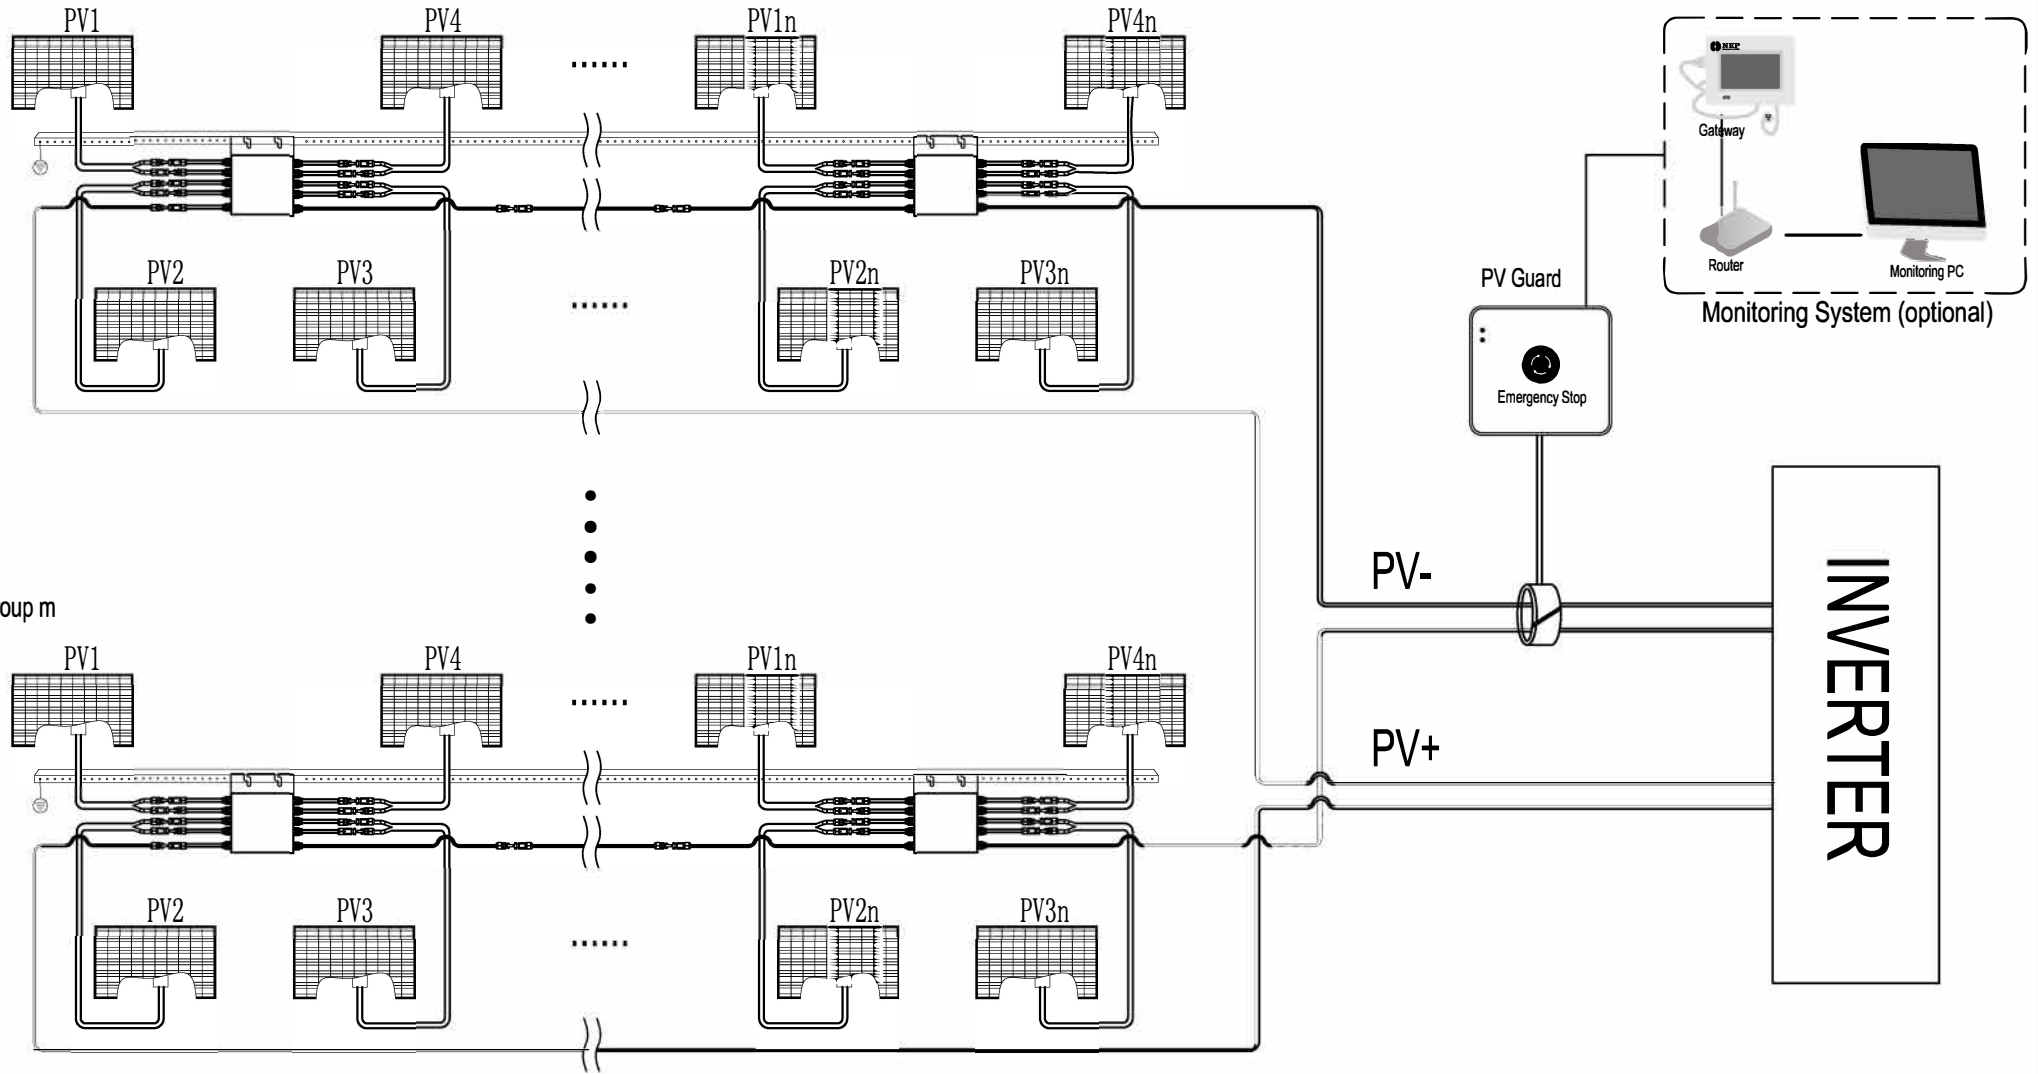 PV1 PV4 PV1n PV4n
NEP
Gateway
PV2 PV3 PV2n PV3n
PV Guard
Router
Monitoring PC
Monitoring System (optional)
Emergency Stop
PV-
oup m
PV1 PV4 PV1n PV4n
PV+
INVERTER
PV2 PV3 PV2n PV3n